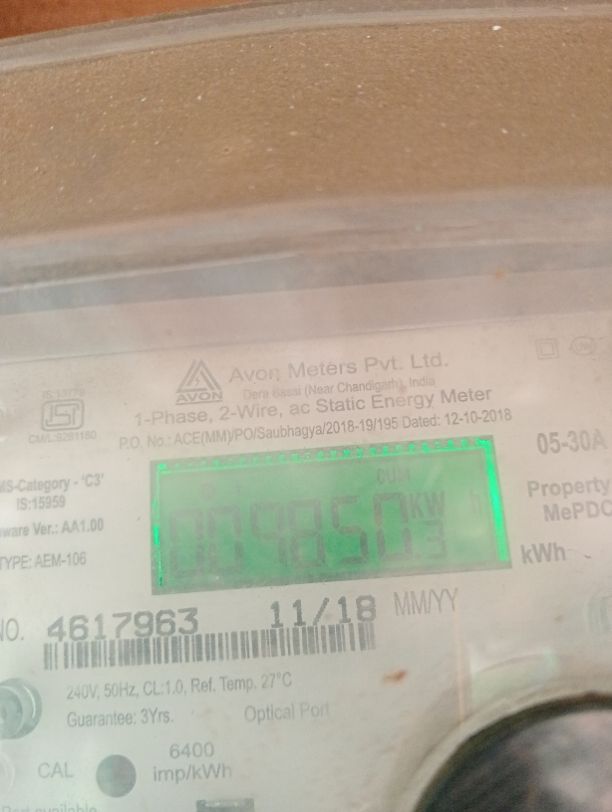 Avon Meters Pvt. Ltd.
AVON
Dera Bassi (Near Chandigarh), India
1-Phase, 2-Wire, ac Static Energy Meter
P.O. No.: ACE(MM)/PO/Saubhagya/2018-19/195 Dated: 12-10-2018
IS:13779
CM/L:9281180
MS-Category - 'C3'
IS:15959
ware Ver.: AA1.00
TYPE: AEM-106
CUM
KW
3
05-30A
Property
MePDC
kWh
NO. 4617963 11/18 MM/YY
240V, 50Hz, CL:1.0, Ref. Temp. 27°C
Guarantee: 3Yrs. Optical Port
CAL
6400
imp/kWh